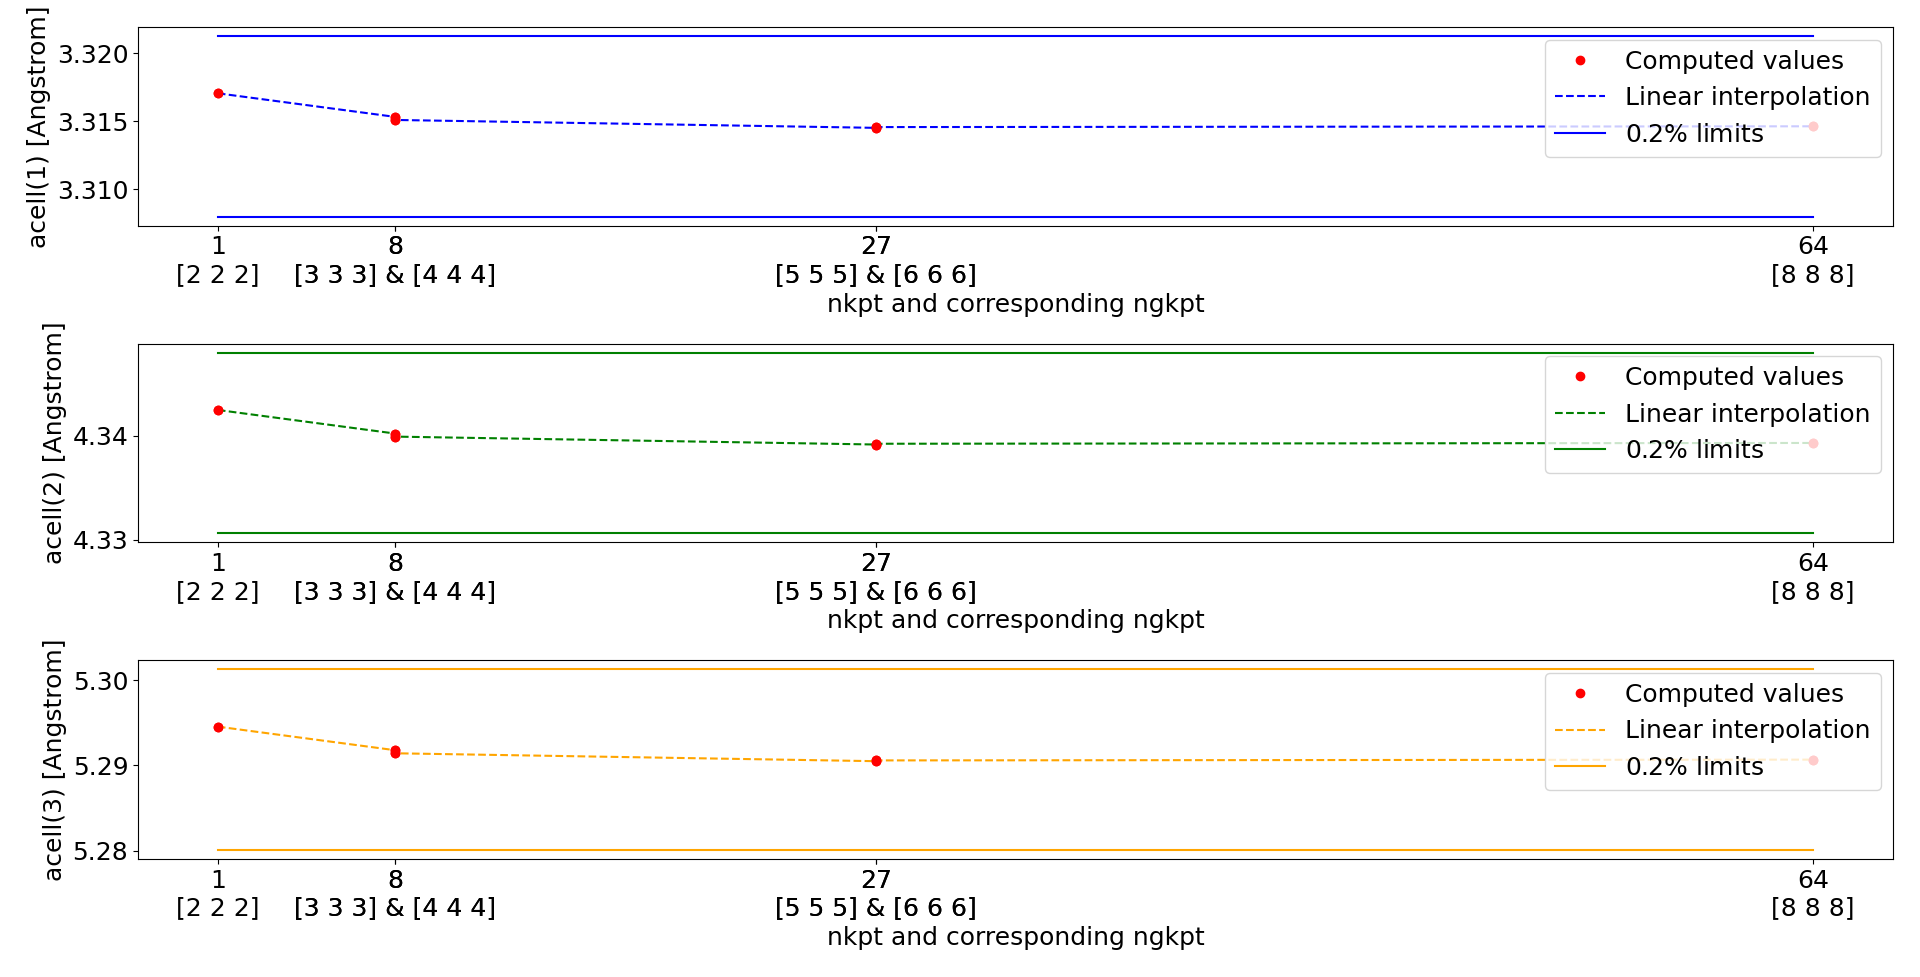 acell(1) [Angstrom]
3.320
3.315
3.310
Computed values
Linear interpolation
0.2% limits
1 8 27 64
[2 2 2] [3 3 3] & [4 4 4] [5 5 5] & [6 6 6] [8 8 8]
nkpt and corresponding ngkpt
acell(2) [Angstrom]
4.34
4.33
Computed values
Linear interpolation
0.2% limits
1 8 27 64
[2 2 2] [3 3 3] & [4 4 4] [5 5 5] & [6 6 6] [8 8 8]
nkpt and corresponding ngkpt
acell(3) [Angstrom]
5.30
5.29
5.28
Computed values
Linear interpolation
0.2% limits
1 8 27 64
[2 2 2] [3 3 3] & [4 4 4] [5 5 5] & [6 6 6] [8 8 8]
nkpt and corresponding ngkpt